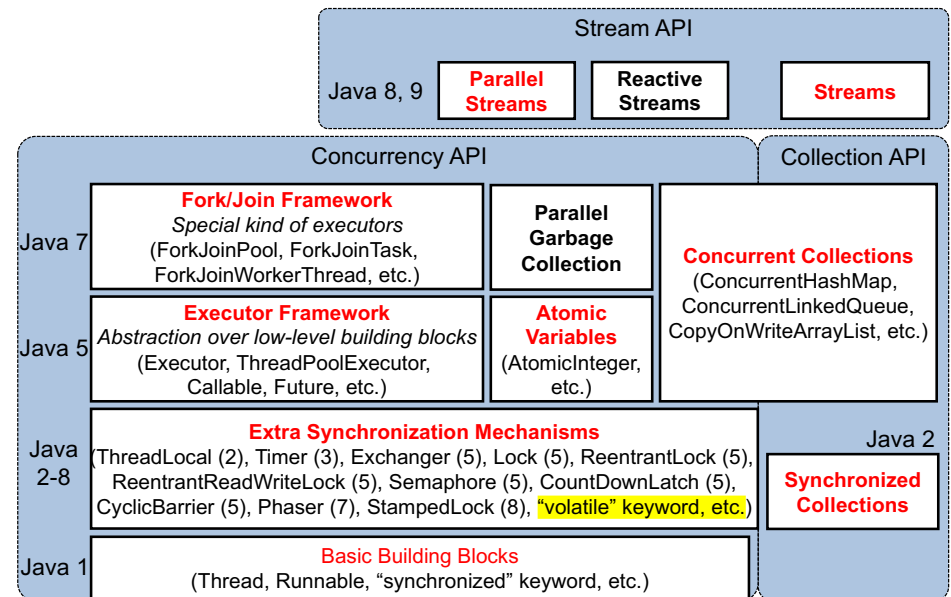 Stream API
Java 8, 9
Parallel
Streams
Reactive
Streams
Streams
Concurrency API
Collection API
Java 7
Fork/Join Framework
Special kind of executors
(ForkJoinPool, ForkJoinTask,
ForkJoinWorkerThread, etc.)
Parallel
Garbage
Collection
Concurrent Collections
(ConcurrentHashMap,
ConcurrentLinkedQueue,
CopyOnWriteArrayList, etc.)
Java 5
Executor Framework
Abstraction over low-level building blocks
(Executor, ThreadPoolExecutor,
Callable, Future, etc.)
Atomic
Variables
(AtomicInteger,
etc.)
Java
2-8
Extra Synchronization Mechanisms
(ThreadLocal (2), Timer (3), Exchanger (5), Lock (5), ReentrantLock (5),
ReentrantReadWriteLock (5), Semaphore (5), CountDownLatch (5),
CyclicBarrier (5), Phaser (7), StampedLock (8), “volatile” keyword, etc.)
Java 2
Synchronized
Collections
Java 1
Basic Building Blocks
(Thread, Runnable, “synchronized” keyword, etc.)